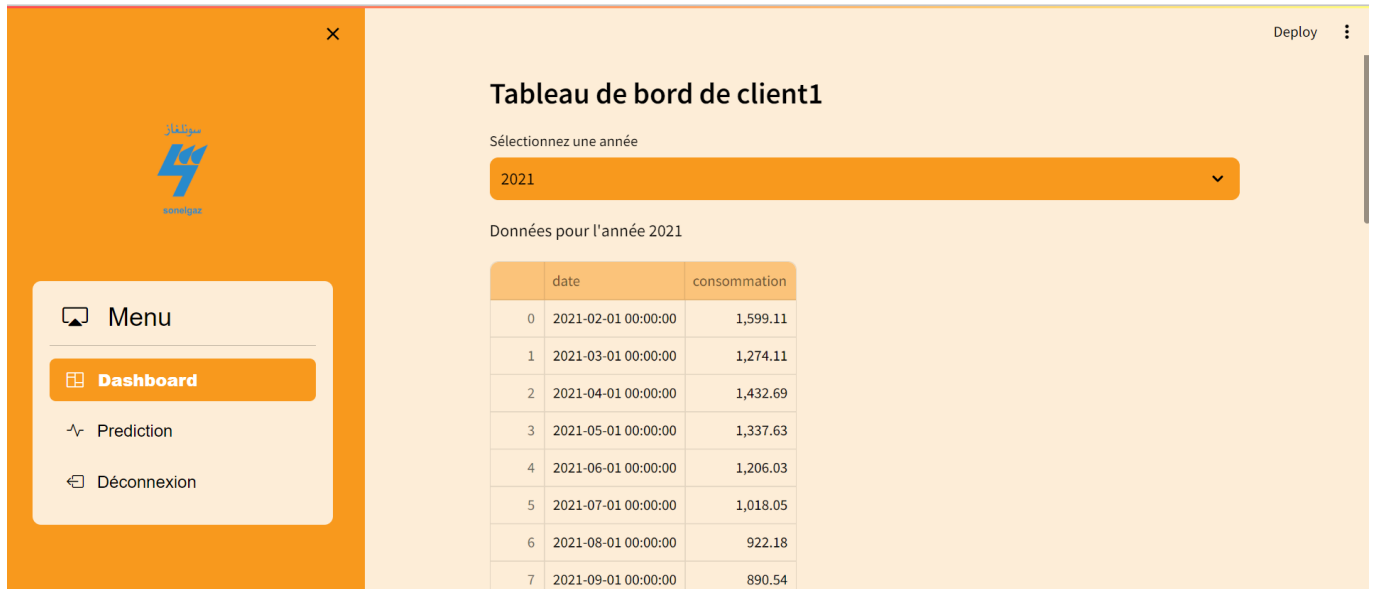 Deploy
سونلغاز
sonelgaz
Menu
Dashboard
Prediction
Déconnexion
Tableau de bord de client1
Sélectionnez une année
2021
Données pour l'année 2021
date consommation
0 2021-02-01 00:00:00 1,599.11
1 2021-03-01 00:00:00 1,274.11
2 2021-04-01 00:00:00 1,432.69
3 2021-05-01 00:00:00 1,337.63
4 2021-06-01 00:00:00 1,206.03
5 2021-07-01 00:00:00 1,018.05
6 2021-08-01 00:00:00 922.18
7 2021-09-01 00:00:00 890.54